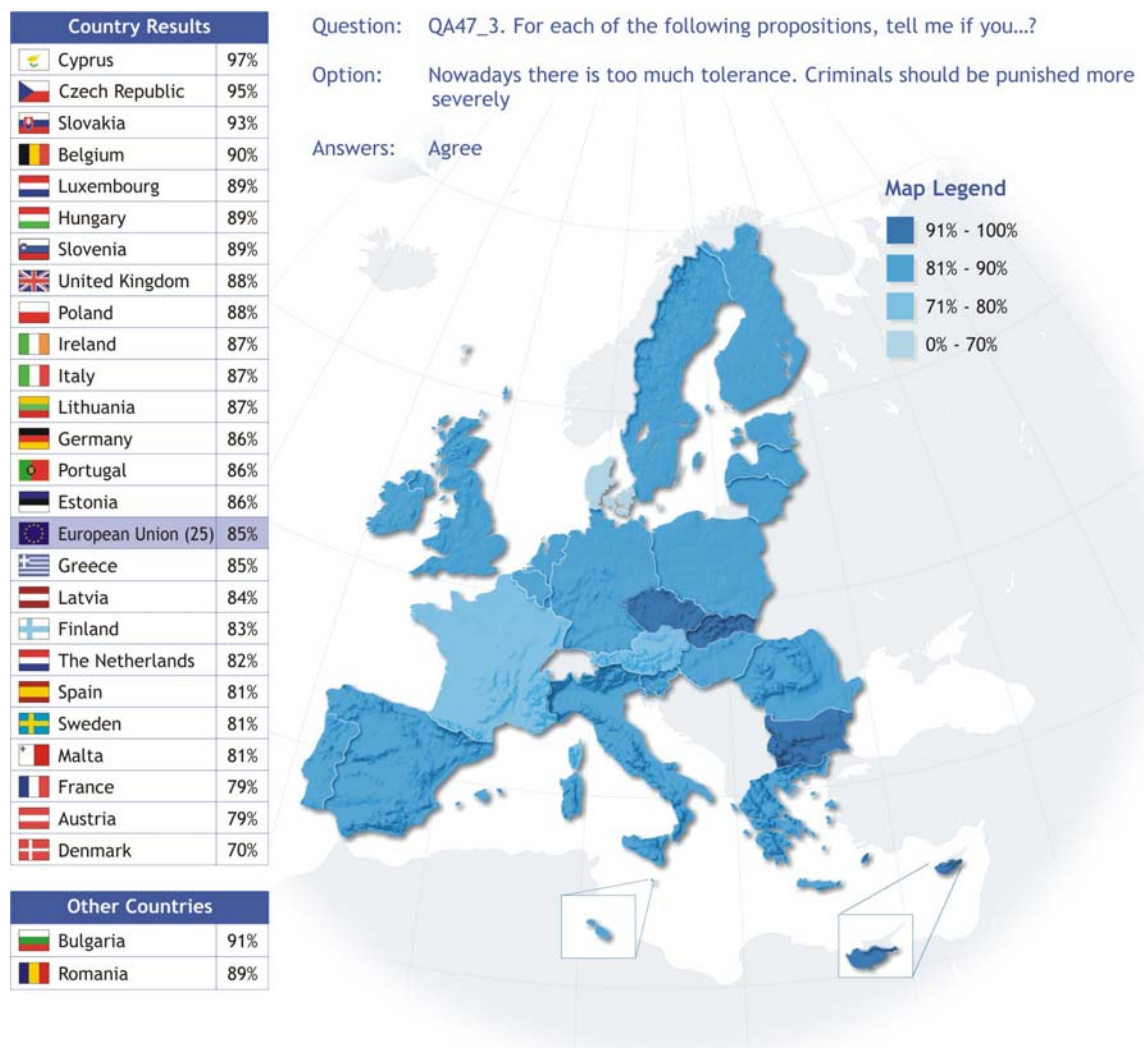 Country Results
Cyprus 97%
Czech Republic 95%
Slovakia 93%
Belgium 90%
Luxembourg 89%
Hungary 89%
Slovenia 89%
United Kingdom 88%
Poland 88%
Ireland 87%
Italy 87%
Lithuania 87%
Germany 86%
Portugal 86%
Estonia 86%
European Union (25) 85%
Greece 85%
Latvia 84%
Finland 83%
The Netherlands 82%
Spain 81%
Sweden 81%
Malta 81%
France 79%
Austria 79%
Denmark 70%
Other Countries
Bulgaria 91%
Romania 89%
Question: QA47_3. For each of the following propositions, tell me if you...?
Option: Nowadays there is too much tolerance. Criminals should be punished more
severely
Answers: Agree
Map Legend
91% - 100%
81% - 90%
71% - 80%
0% - 70%